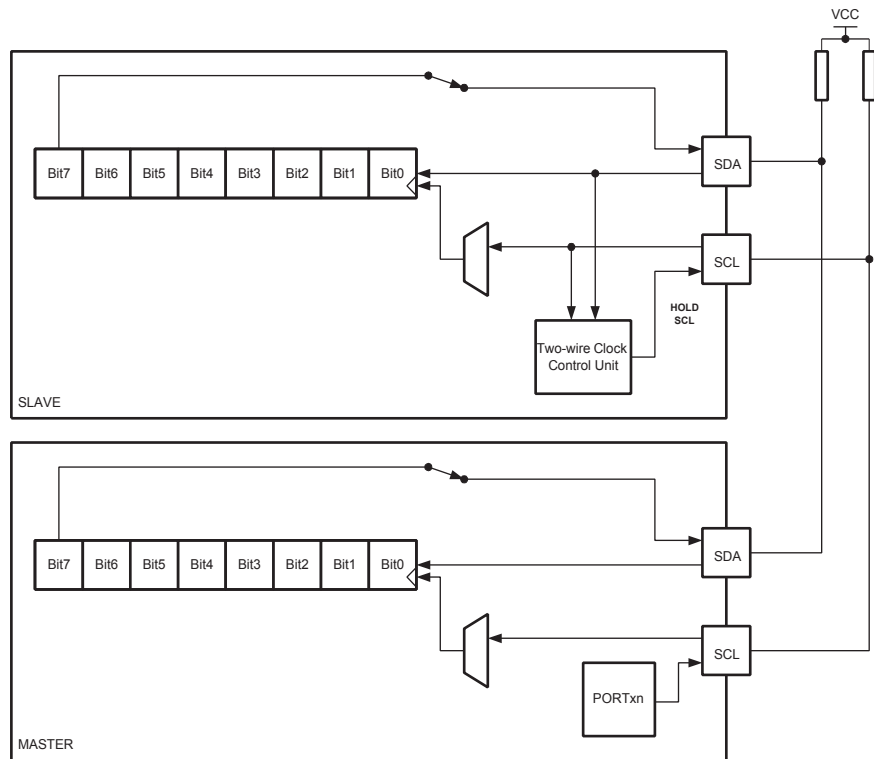 VCC
Bit7 Bit6 Bit5 Bit4 Bit3 Bit2 Bit1 Bit0
SDA
SCL
HOLD
SCL
Two-wire Clock
Control Unit
SLAVE
Bit7 Bit6 Bit5 Bit4 Bit3 Bit2 Bit1 Bit0
SDA
SCL
PORTxn
MASTER